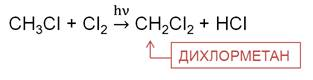 hν
CH₃Cl + Cl₂ → CH₂Cl₂ + HCl
ДИХЛОРМЕТАН